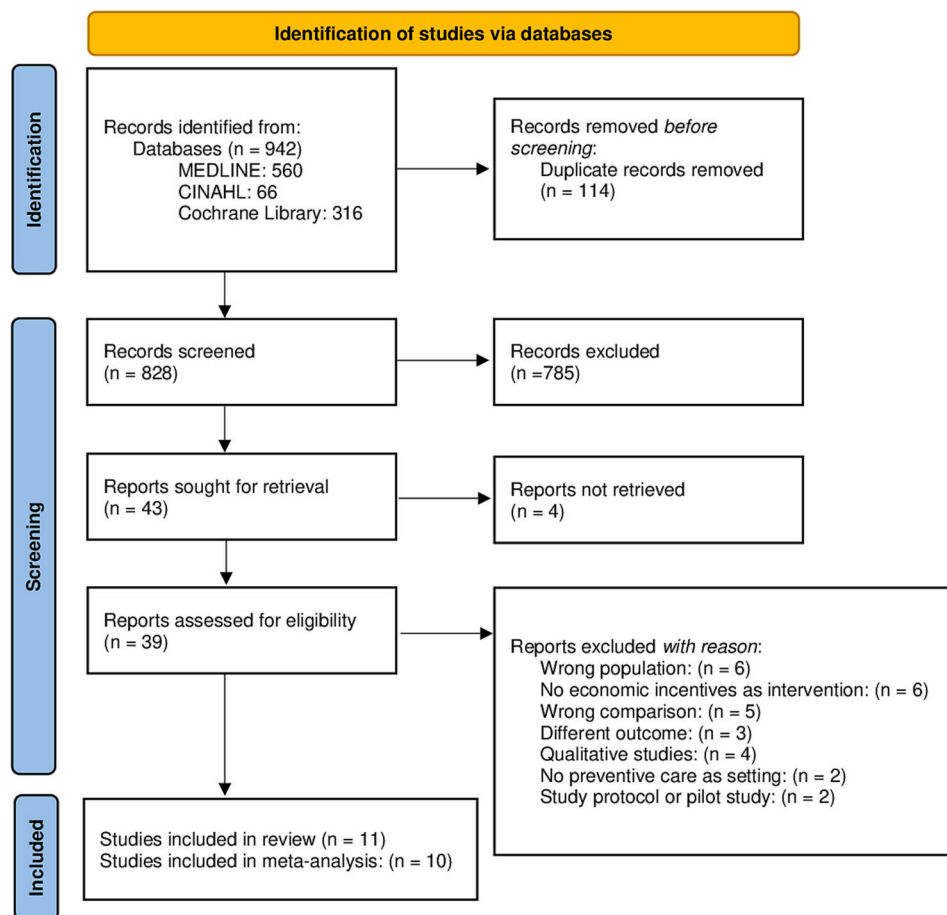 Identification of studies via databases
Identification
Records identified from:
Databases (n = 942)
MEDLINE: 560
CINAHL: 66
Cochrane Library: 316
Records removed before
screening:
Duplicate records removed
(n = 114)
Screening
Records screened
(n = 828)
Records excluded
(n =785)
Reports sought for retrieval
(n = 43)
Reports not retrieved
(n = 4)
Reports assessed for eligibility
(n = 39)
Reports excluded with reason:
Wrong population: (n = 6)
No economic incentives as intervention: (n = 6)
Wrong comparison: (n = 5)
Different outcome: (n = 3)
Qualitative studies: (n = 4)
No preventive care as setting: (n = 2)
Study protocol or pilot study: (n = 2)
Included
Studies included in review (n = 11)
Studies included in meta-analysis: (n = 10)